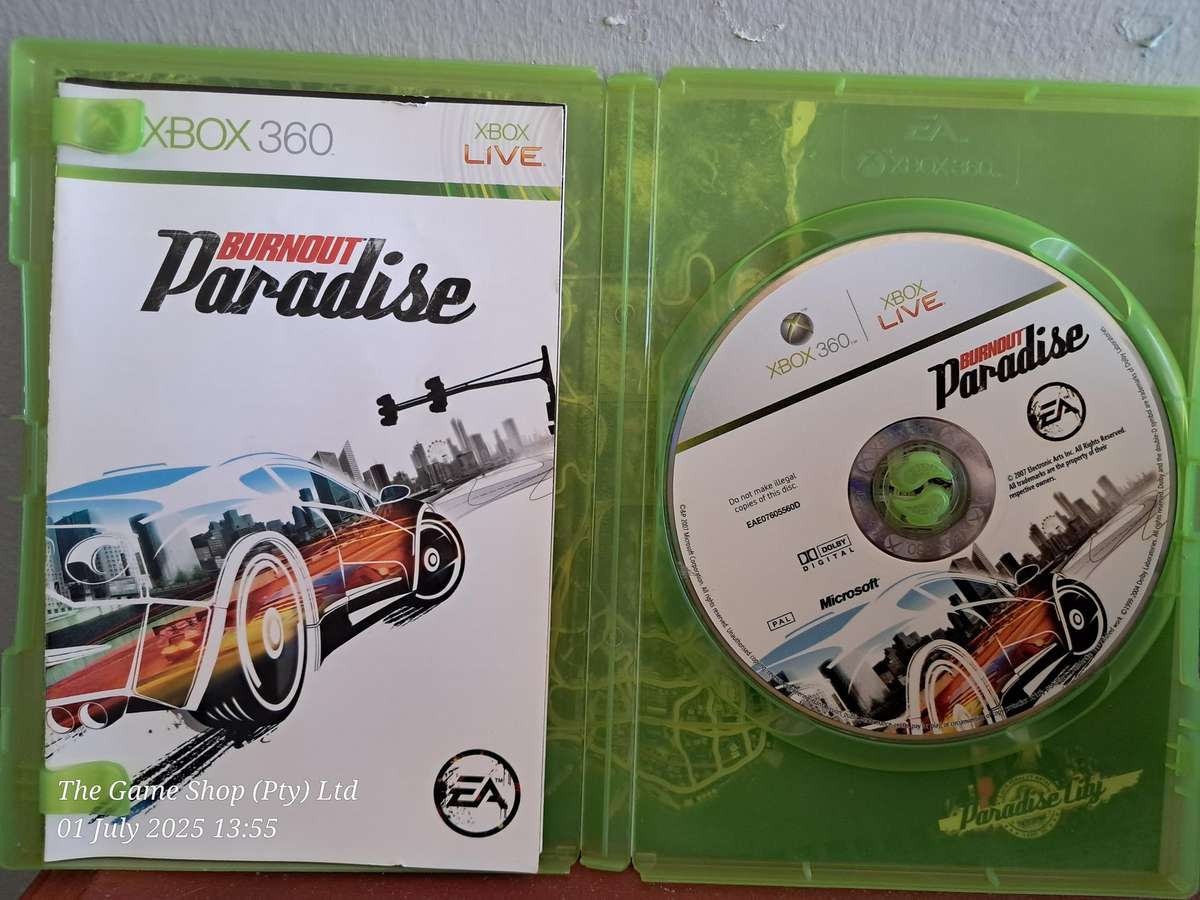 XBOX 360
XBOX
LIVE
BURNOUT
Paradise
EA
The Game Shop (Pty) Ltd
01 July 2025 13:55
EA
XBOX 360
XBOX 360
XBOX
LIVE
BURNOUT
Paradise
EA
© 2007 Electronic Arts Inc. All Rights Reserved.
All trademarks are the property of their
respective owners.
Do not make illegal
copies of this disc.
EAE07605560D
DOLBY
DIGITAL
Microsoft
PAL
Paradise City